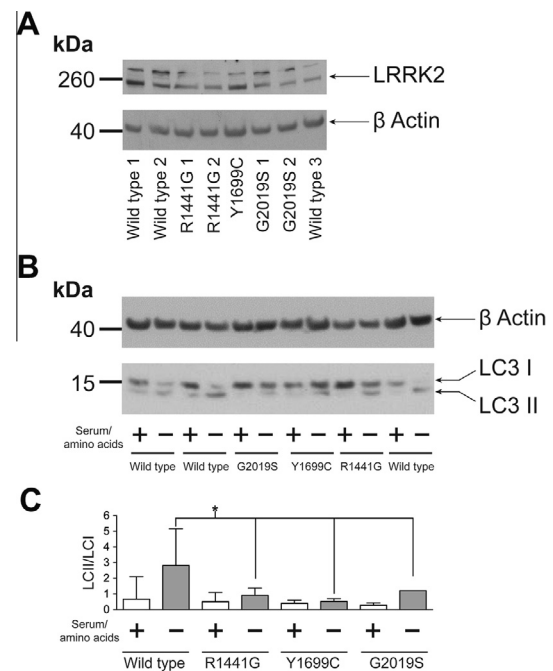 A
kDa
260
LRRK2
40
β Actin
Wild type 1
Wild type 2
R1441G 1
R1441G 2
Y1699C
G2019S 1
G2019S 2
Wild type 3
B
kDa
40
β Actin
15
LC3 I
LC3 II
Serum/
amino acids
+ − + − + − + − + − + −
Wild type Wild type G2019S Y1699C R1441G Wild type
C
LCII/LCI
6
5
4
3
2
1
0
*
Serum/
amino acids
+ − + − + − + −
Wild type R1441G Y1699C G2019S